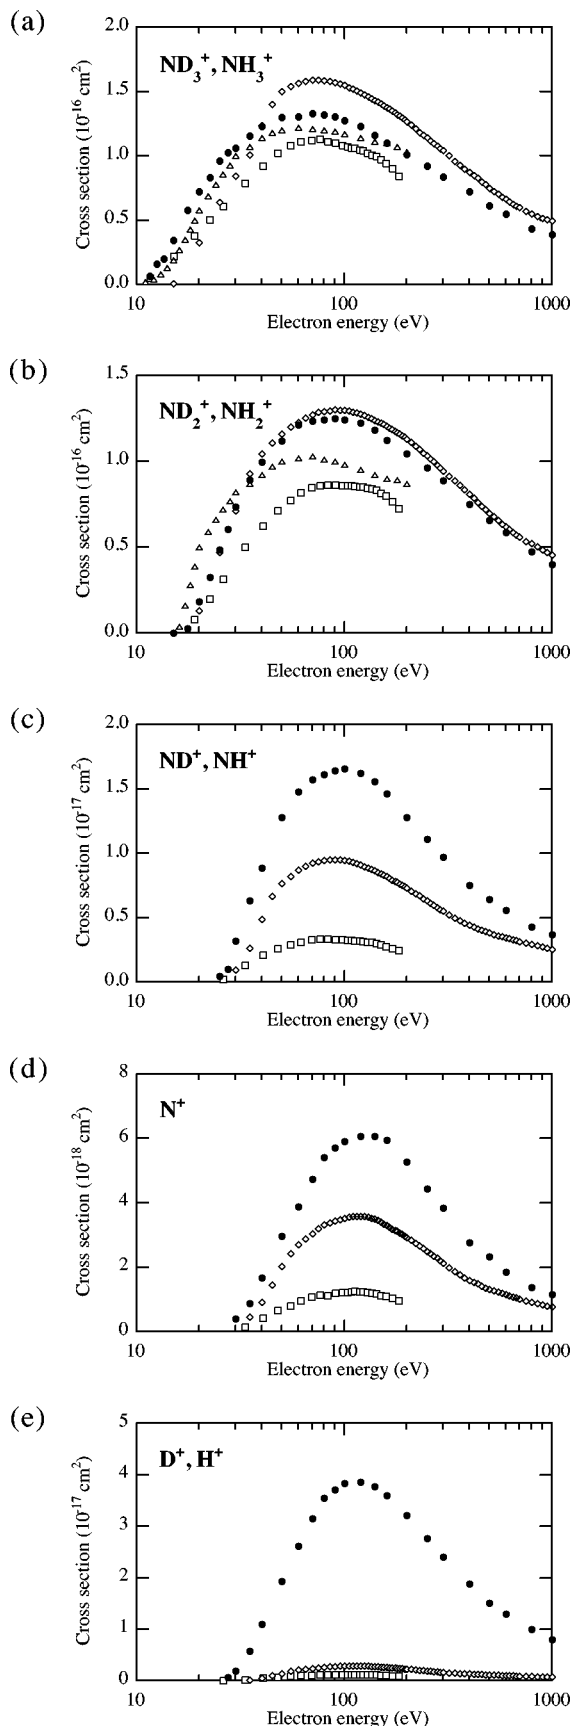 (a)
ND₃⁺, NH₃⁺
Cross section (10⁻¹⁶ cm²)
2.0
1.5
1.0
0.5
0.0
10
100
1000
Electron energy (eV)
(b)
ND₂⁺, NH₂⁺
Cross section (10⁻¹⁶ cm²)
1.5
1.0
0.5
0.0
10
100
1000
Electron energy (eV)
(c)
ND⁺, NH⁺
Cross section (10⁻¹⁷ cm²)
2.0
1.5
1.0
0.5
0.0
10
100
1000
Electron energy (eV)
(d)
N⁺
Cross section (10⁻¹⁸ cm²)
8
6
4
2
0
10
100
1000
Electron energy (eV)
(e)
D⁺, H⁺
Cross section (10⁻¹⁷ cm²)
5
4
3
2
1
0
10
100
1000
Electron energy (eV)